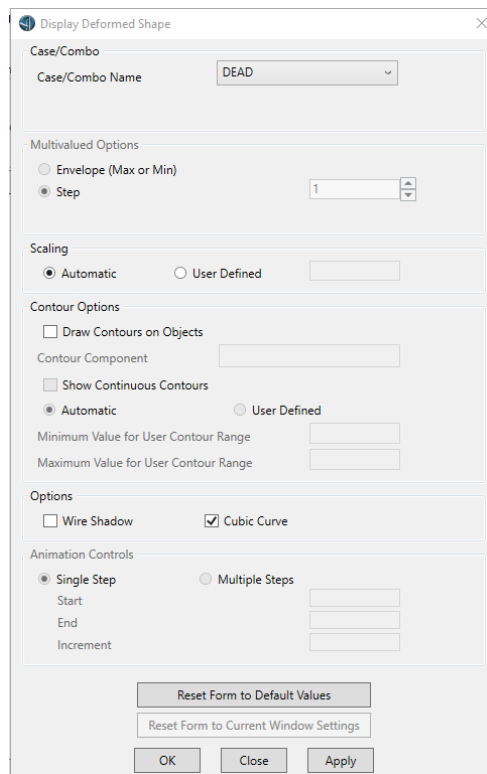 Display Deformed Shape
Case/Combo
Case/Combo Name DEAD
Multivalued Options
Envelope (Max or Min)
Step 1
Scaling
Automatic User Defined
Contour Options
Draw Contours on Objects
Contour Component
Show Continuous Contours
Automatic User Defined
Minimum Value for User Contour Range
Maximum Value for User Contour Range
Options
Wire Shadow Cubic Curve
Animation Controls
Single Step Multiple Steps
Start
End
Increment
Reset Form to Default Values
Reset Form to Current Window Settings
OK Close Apply